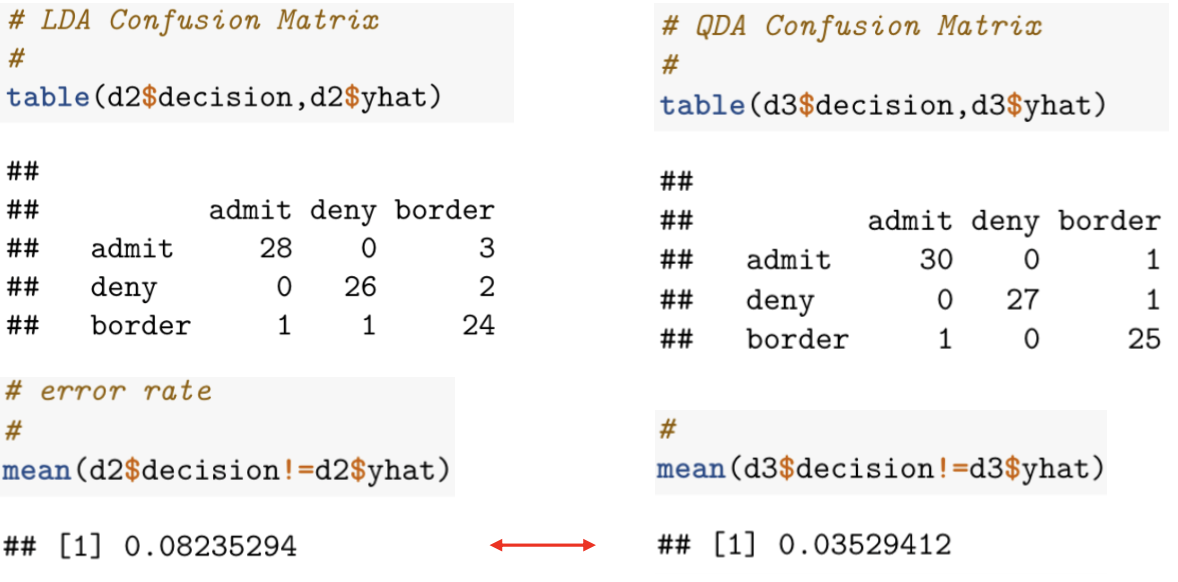 # LDA Confusion Matrix
#
table(d2$decision,d2$yhat)
##
##          admit deny border
##   admit     28    0      3
##   deny       0   26      2
##   border     1    1     24
# error rate
#
mean(d2$decision!=d2$yhat)
## [1] 0.08235294
# QDA Confusion Matrix
#
table(d3$decision,d3$yhat)
##
##          admit deny border
##   admit     30    0      1
##   deny       0   27      1
##   border     1    0     25
#
mean(d3$decision!=d3$yhat)
## [1] 0.03529412